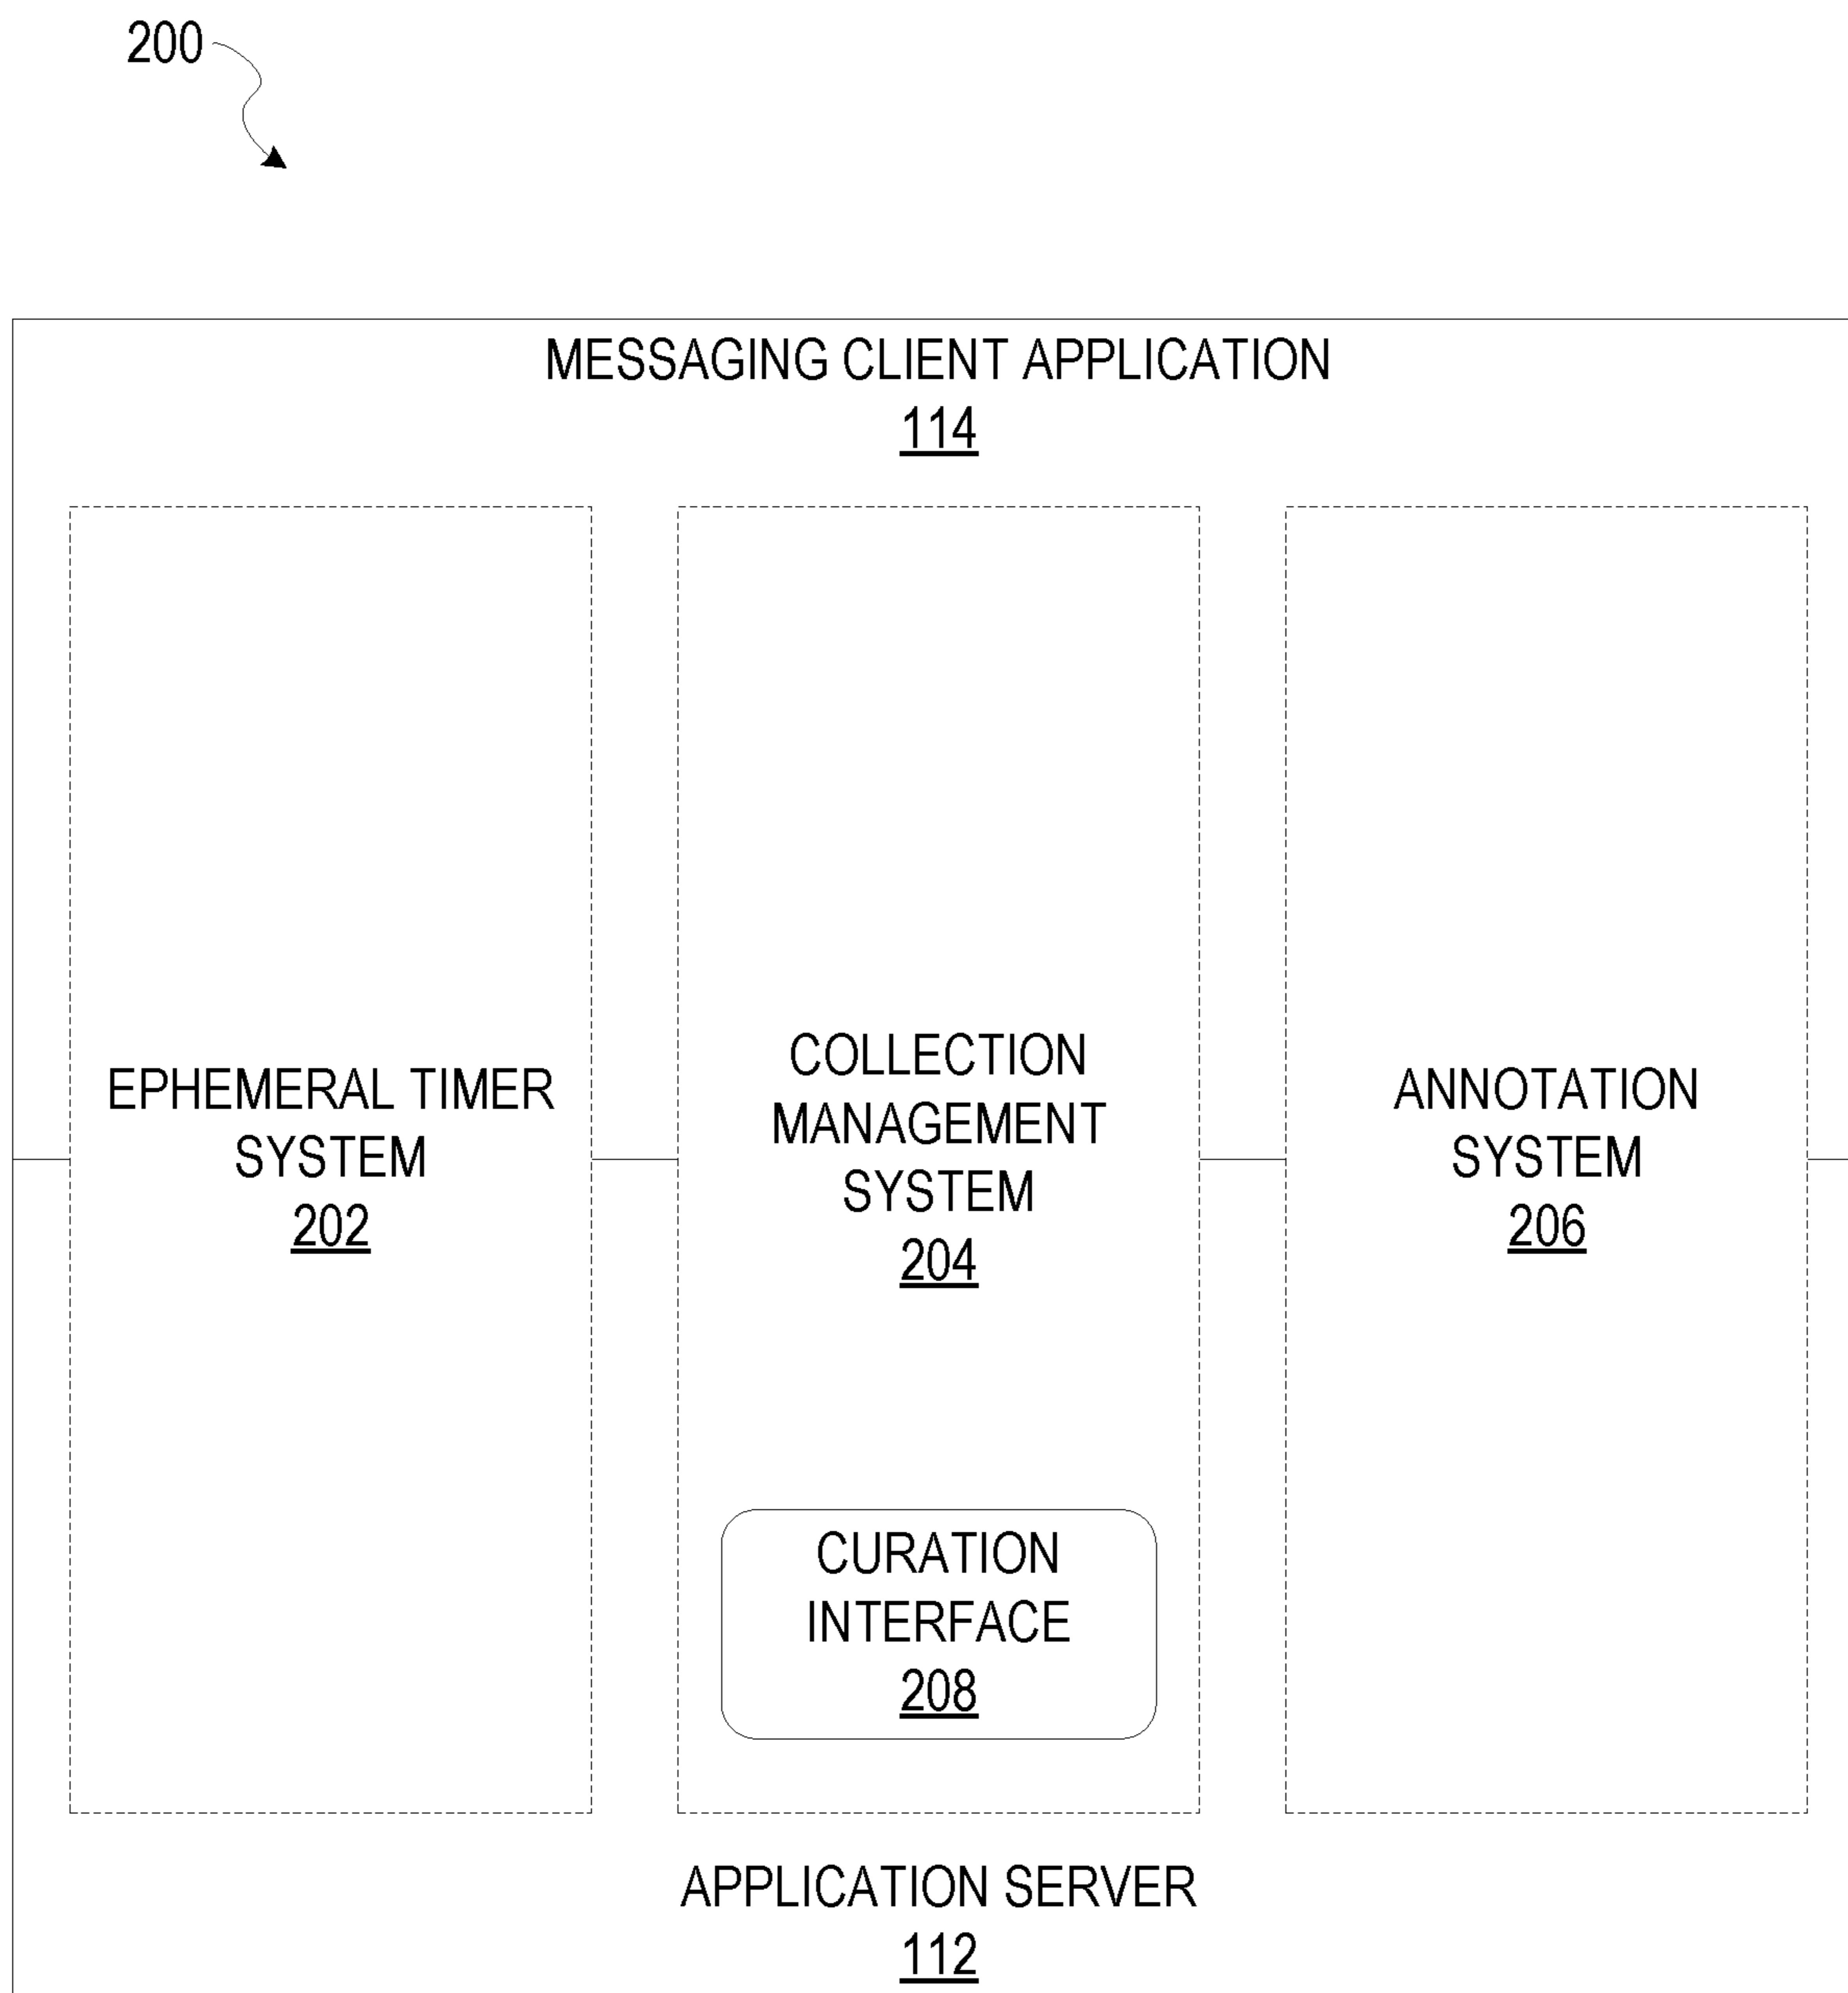 200
MESSAGING CLIENT APPLICATION
114
EPHEMERAL TIMER
SYSTEM
202
COLLECTION
MANAGEMENT
SYSTEM
204
ANNOTATION
SYSTEM
206
CURATION
INTERFACE
208
APPLICATION SERVER
112